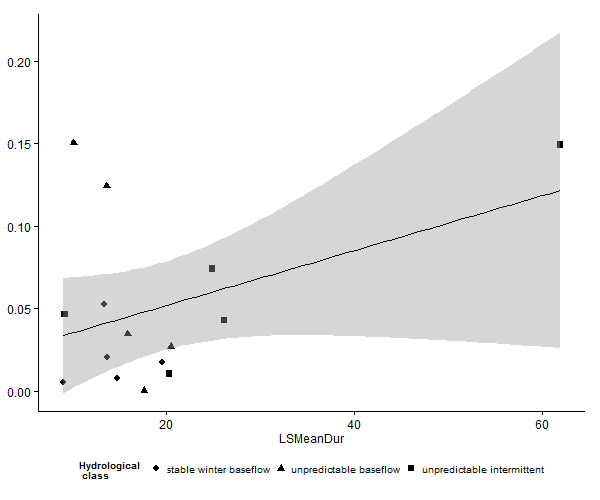 0.20
0.15
0.10
0.05
0.00
20 40 60
LSMeanDur
Hydrological
class
stable winter baseflow unpredictable baseflow unpredictable intermittent